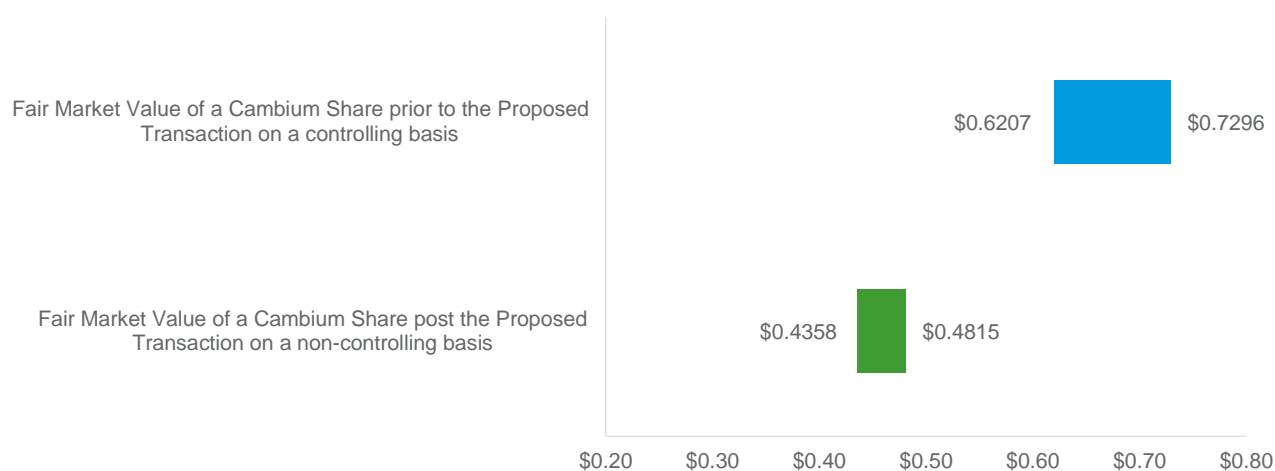 Fair Market Value of a Cambium Share prior to the Proposed
Transaction on a controlling basis
$0.6207
$0.7296
Fair Market Value of a Cambium Share post the Proposed
Transaction on a non-controlling basis
$0.4358
$0.4815
$0.20 $0.30 $0.40 $0.50 $0.60 $0.70 $0.80